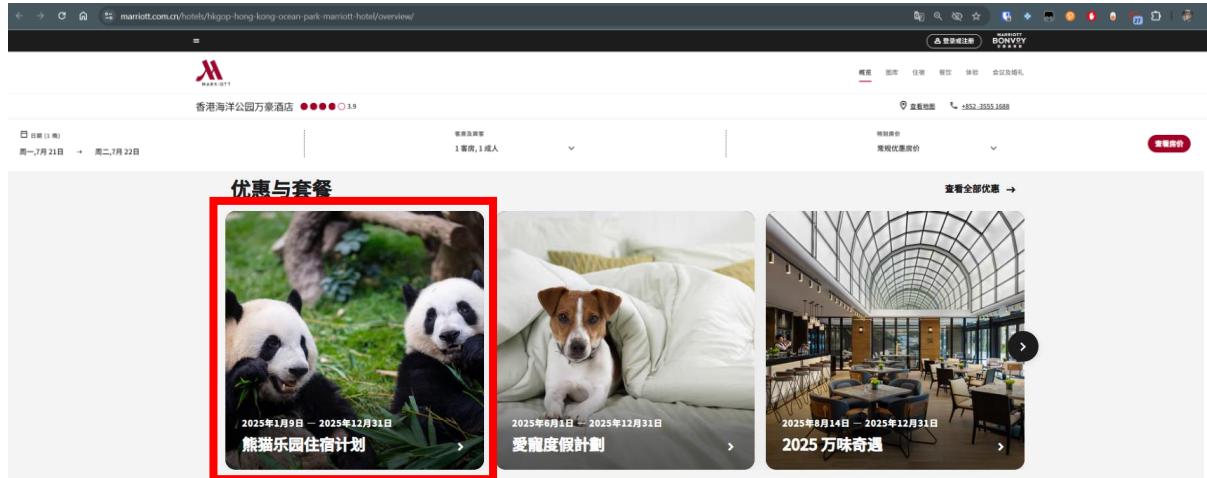 marriott.com.cn/hotels/hkgop-hong-kong-ocean-park-marriott-hotel/overview/
27
登录或注册
MARRIOTT
BONVOY
MARRIOTT
概览 图库 住宿 餐饮 体验 会议及婚礼
香港海洋公园万豪酒店 3.9
查看地图 +852-3555 1688
日期 (1 晚)
周一,7月 21日 → 周二,7月 22日
客房及宾客
1 客房, 1 成人
特别房价
常规优惠房价
查看房价
优惠与套餐
查看全部优惠 →
2025年1月9日 — 2025年12月31日
熊猫乐园住宿计划
2025年6月1日 — 2025年12月31日
愛寵度假計劃
2025年8月14日 — 2025年12月31日
2025 万味奇遇